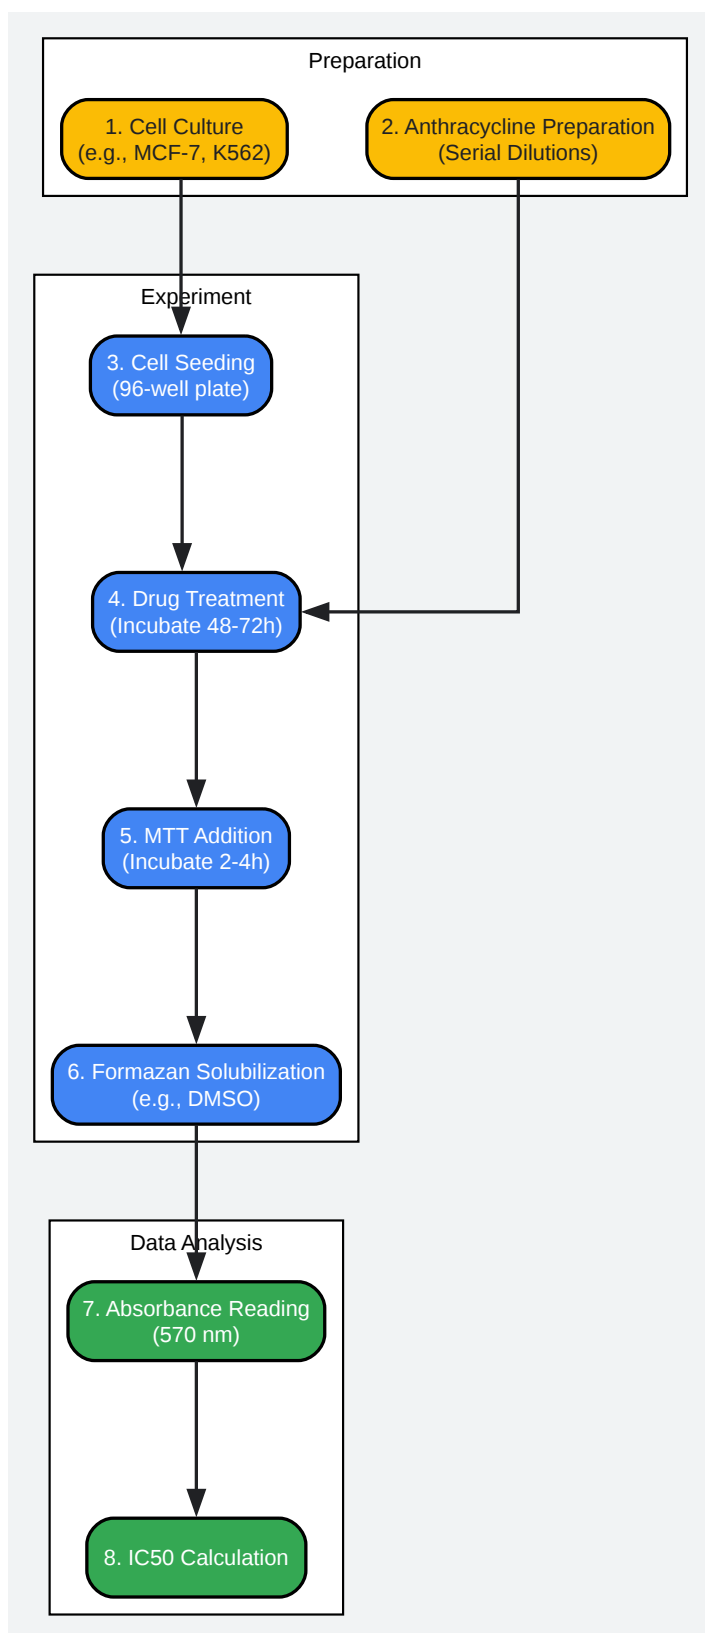 Preparation
1. Cell Culture
(e.g., MCF-7, K562)
2. Anthracycline Preparation
(Serial Dilutions)
Experiment
3. Cell Seeding
(96-well plate)
4. Drug Treatment
(Incubate 48-72h)
5. MTT Addition
(Incubate 2-4h)
6. Formazan Solubilization
(e.g., DMSO)
Data Analysis
7. Absorbance Reading
(570 nm)
8. IC50 Calculation